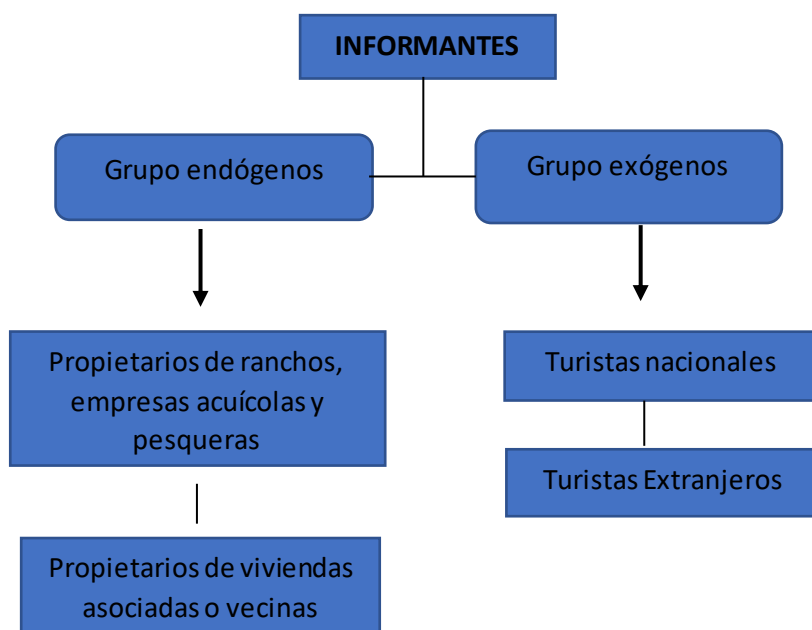 INFORMANTES
Grupo endógenos
Grupo exógenos
Propietarios de ranchos,
empresas acuícolas y
pesqueras
Turistas nacionales
Turistas Extranjeros
Propietarios de viviendas
asociadas o vecinas